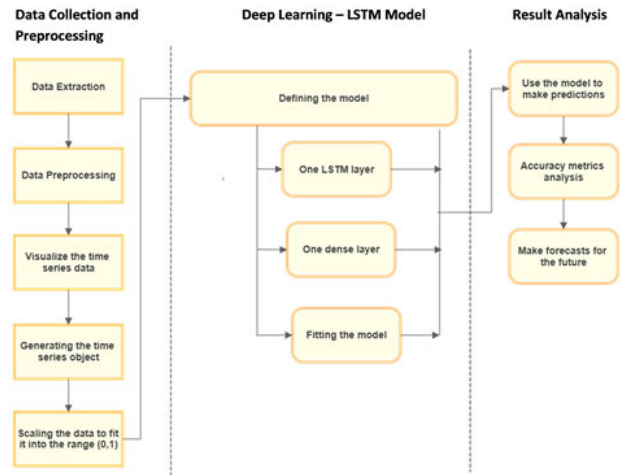 Data Collection and
Preprocessing
Data Extraction
Data Preprocessing
Visualize the time
series data
Generating the time
series object
Scaling the data to fit
it into the range (0,1)
Deep Learning – LSTM Model
Defining the model
One LSTM layer
One dense layer
Fitting the model
Result Analysis
Use the model to
make predictions
Accuracy metrics
analysis
Make forecasts for
the future